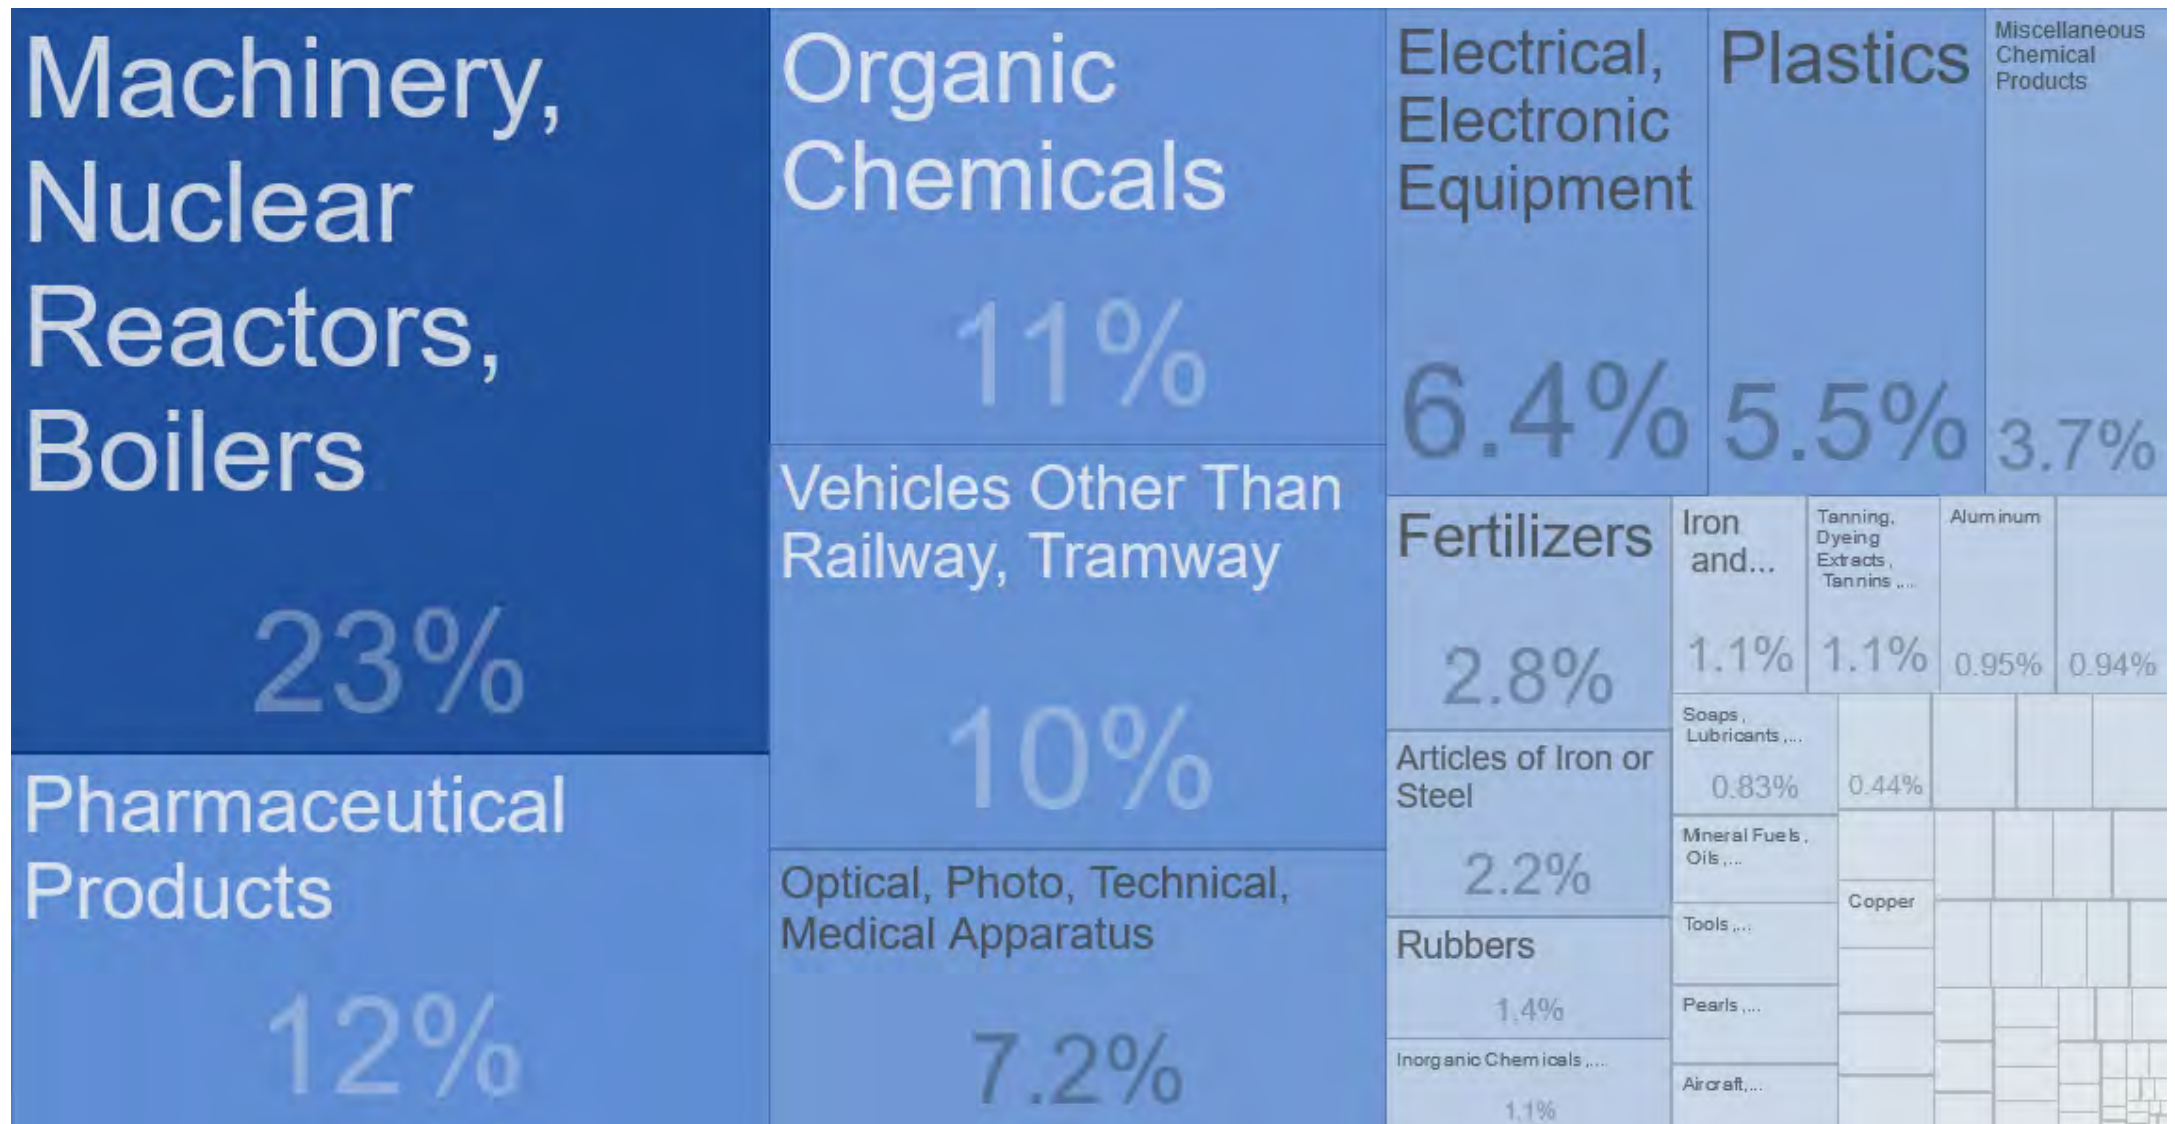 Machinery,
Nuclear
Reactors,
Boilers
23%
Pharmaceutical
Products
12%
Organic
Chemicals
11%
Vehicles Other Than
Railway, Tramway
10%
Optical, Photo, Technical,
Medical Apparatus
7.2%
Electrical,
Electronic
Equipment
6.4%
Plastics
5.5%
Miscellaneous
Chemical
Products
3.7%
Fertilizers
2.8%
Articles of Iron or
Steel
2.2%
Rubbers
1.4%
Inorganic Chemicals,...
1.1%
Iron
and...
1.1%
Tanning,
Dyeing
Extracts,
Tannins,...
1.1%
Aluminum
0.95%
0.94%
Soaps,
Lubricants,...
0.83%
0.44%
Mineral Fuels,
Oils,...
Copper
Tools,...
Pearls,...
Aircraft,...